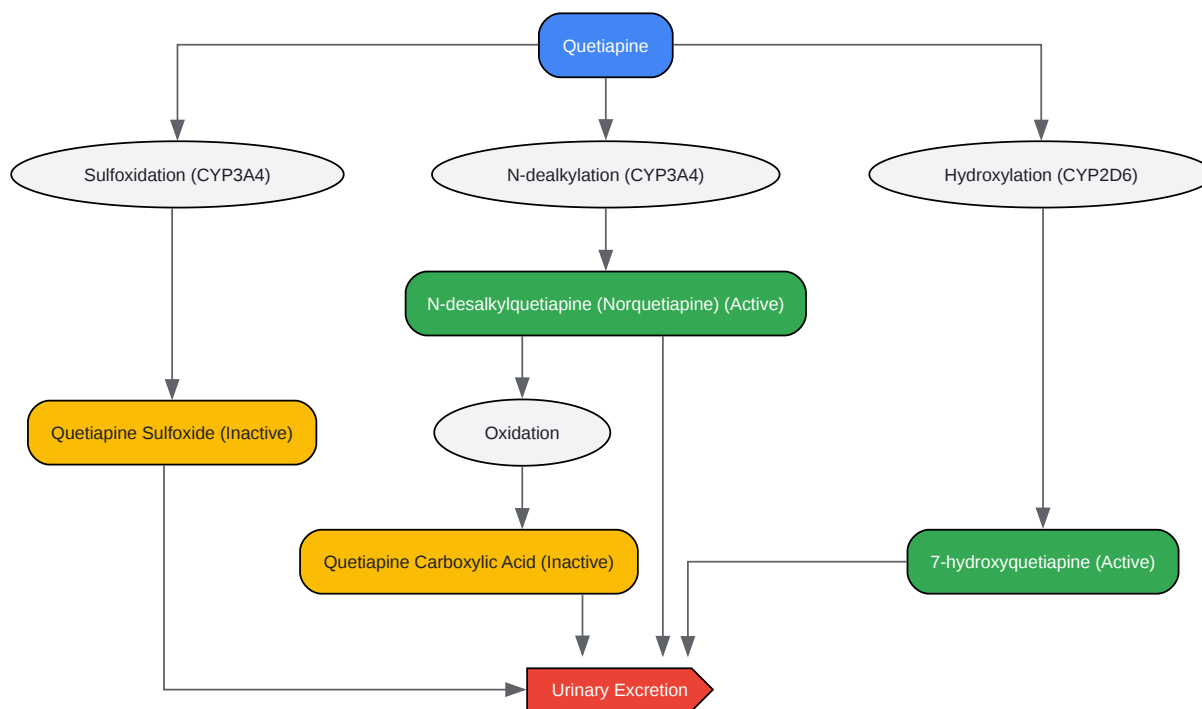 Quetiapine
Sulfoxidation (CYP3A4)
N-dealkylation (CYP3A4)
Hydroxylation (CYP2D6)
N-desalkylquetiapine (Norquetiapine) (Active)
Quetiapine Sulfoxide (Inactive)
Oxidation
Quetiapine Carboxylic Acid (Inactive)
7-hydroxyquetiapine (Active)
Urinary Excretion